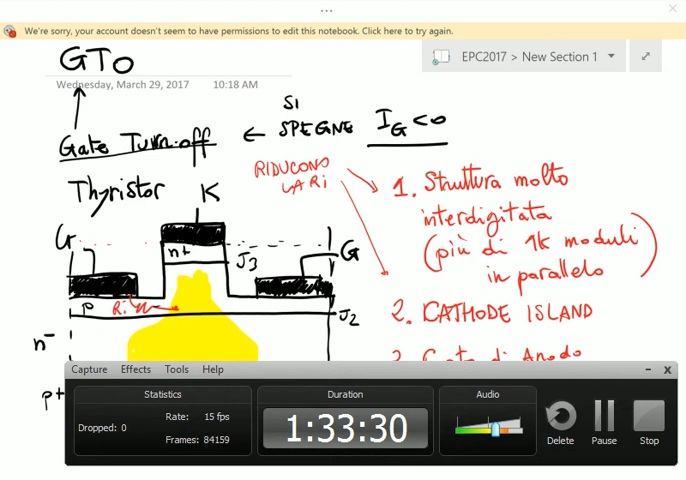 We're sorry, your account doesn't seem to have permissions to edit this notebook. Click here to try again.
GTO
EPC2017 > New Section 1
Wednesday, March 29, 2017 10:18 AM
SI
SPEGNE
IG<0
Gate Turn-off
Thyristor
RIDUCONO
LA Ri
K
1. Struttura molto
interdigitata
(più di 1k moduli
in parallelo)
G
n+
J3
G
p
Ri
J2
2. CATHODE ISLAND
n-
p+
Capture Effects Tools Help
Statistics
Dropped: 0
Rate: 15 fps
Frames: 84159
Duration
1:33:30
Audio
Delete
Pause
Stop